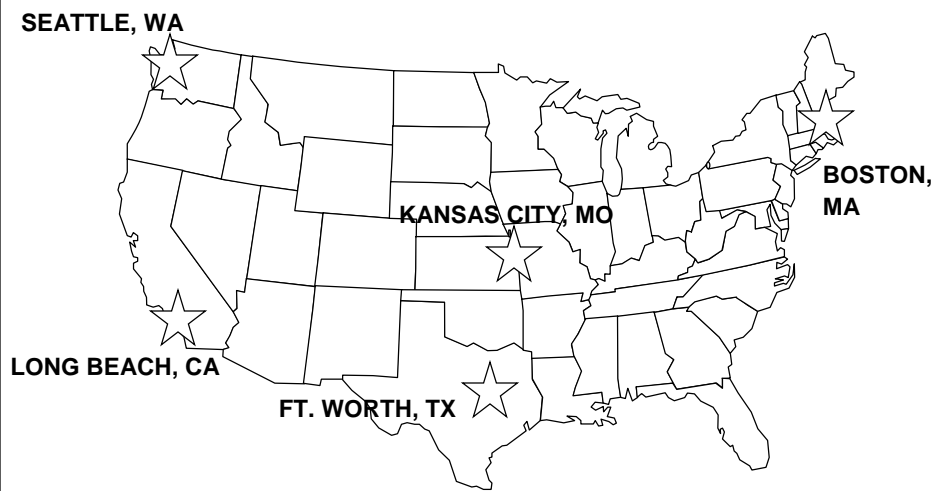 SEATTLE, WA
BOSTON,
MA
KANSAS CITY, MO
LONG BEACH, CA
FT. WORTH, TX